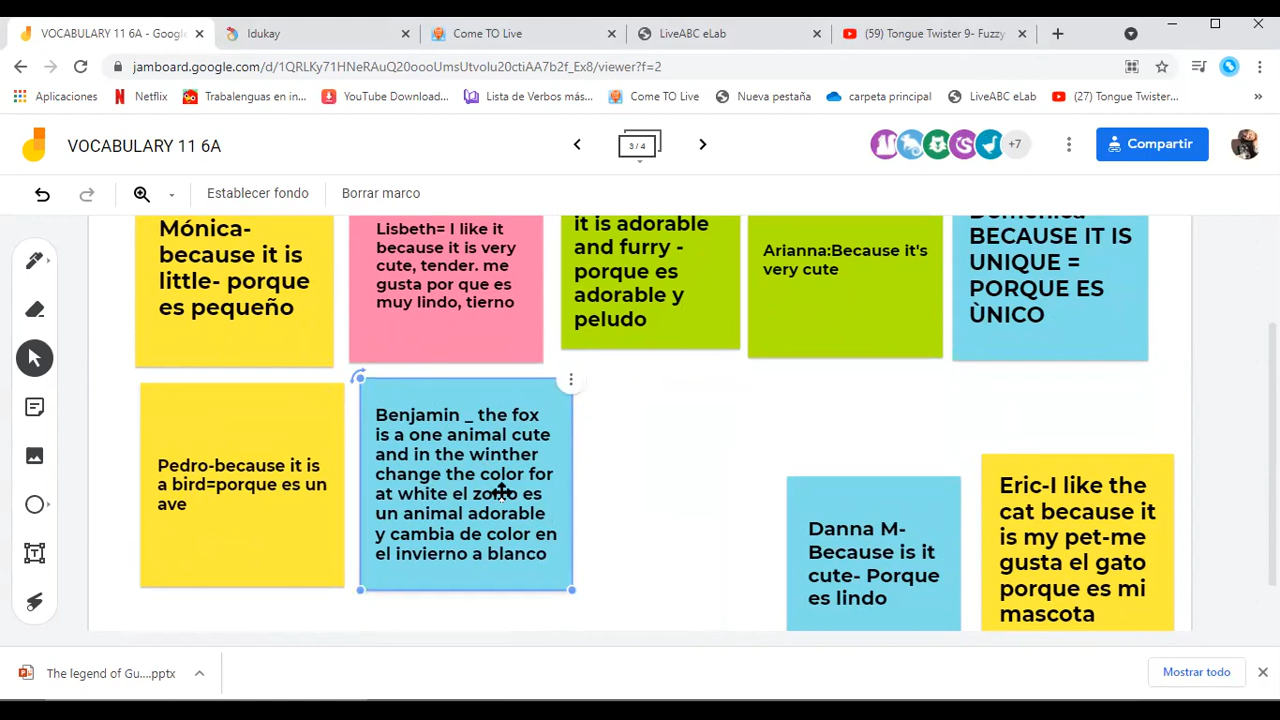 VOCABULARY 11 6A - Google
Idukay
Come TO Live
LiveABC eLab
(59) Tongue Twister 9- Fuzzy
jamboard.google.com/d/1QRLKy71HNeRAuQ20oooUmsUtvolu20ctiAA7b2f_Ex8/viewer?f=2
Aplicaciones
Netflix
Trabalenguas en in...
YouTube Download...
Lista de Verbos más...
Come TO Live
Nueva pestaña
carpeta principal
LiveABC eLab
(27) Tongue Twister...
»
VOCABULARY 11 6A
3 / 4
+7
Compartir
Establecer fondo
Borrar marco
Mónica-
because it is
little- porque
es pequeño
Lisbeth= I like it
because it is very
cute, tender. me
gusta por que es
muy lindo, tierno
it is adorable
and furry -
porque es
adorable y
peludo
Arianna:Because it's
very cute
BECAUSE IT IS
UNIQUE =
PORQUE ES
ÙNICO
Pedro-because it is
a bird=porque es un
ave
Benjamin _ the fox
is a one animal cute
and in the winther
change the color for
at white el zorro es
un animal adorable
y cambia de color en
el invierno a blanco
Danna M-
Because is it
cute- Porque
es lindo
Eric-I like the
cat because it
is my pet-me
gusta el gato
porque es mi
mascota
The legend of Gu....pptx
Mostrar todo